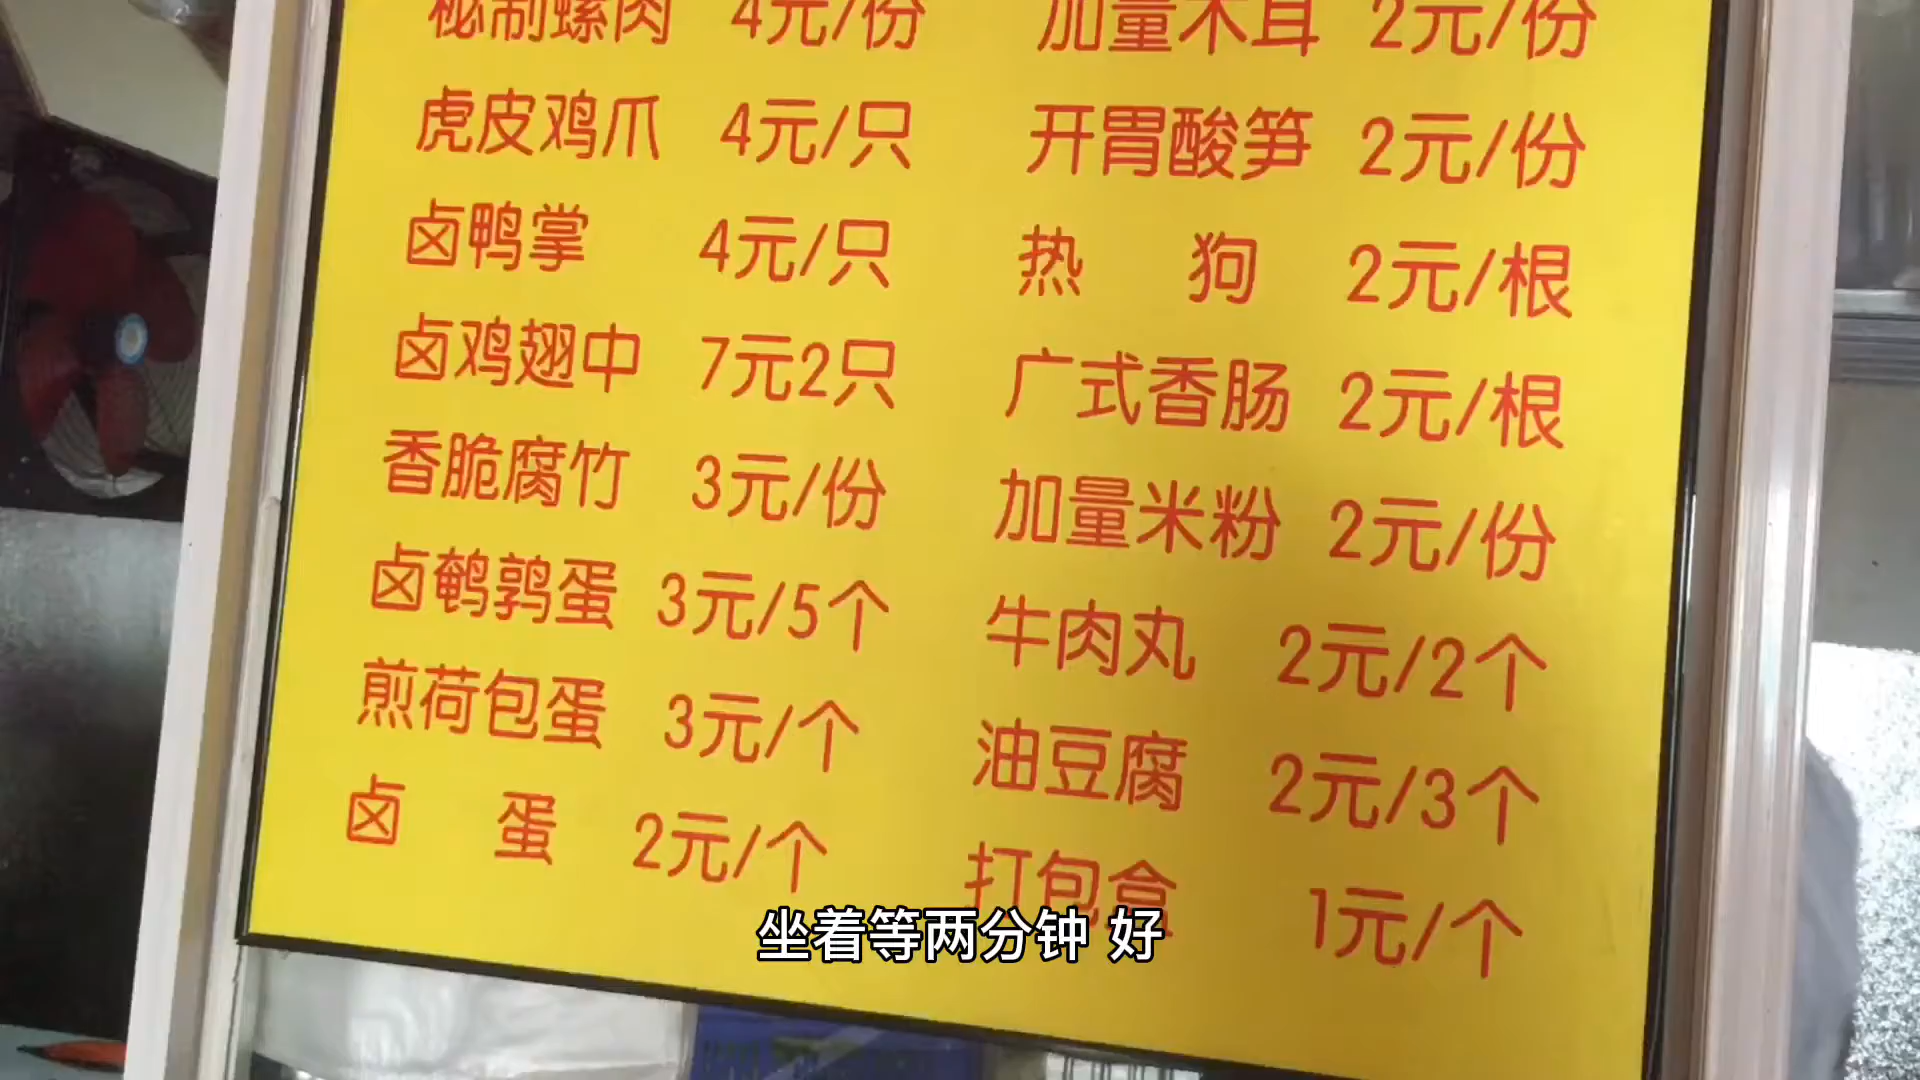 秘制螺肉 4元/份 加量木耳 2元/份
虎皮鸡爪 4元/只 开胃酸笋 2元/份
卤鸭掌 4元/只 热狗 2元/根
卤鸡翅中 7元2只 广式香肠 2元/根
香脆腐竹 3元/份 加量米粉 2元/份
卤鹌鹑蛋 3元/5个 牛肉丸 2元/2个
煎荷包蛋 3元/个 油豆腐 2元/3个
卤蛋 2元/个 打包盒 1元/个
坐着等两分钟 好